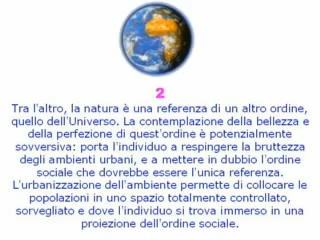 2
Tra l'altro, la natura è una referenza di un altro ordine,
quello dell'Universo. La contemplazione della bellezza e
della perfezione di quest'ordine è potenzialmente
sovversiva: porta l'individuo a respingere la bruttezza
degli ambienti urbani, e a mettere in dubbio l'ordine
sociale che dovrebbe essere l'unica referenza.
L'urbanizzazione dell'ambiente permette di collocare le
popolazioni in uno spazio totalmente controllato,
sorvegliato e dove l'individuo si trova immerso in una
proiezione dell'ordine sociale.